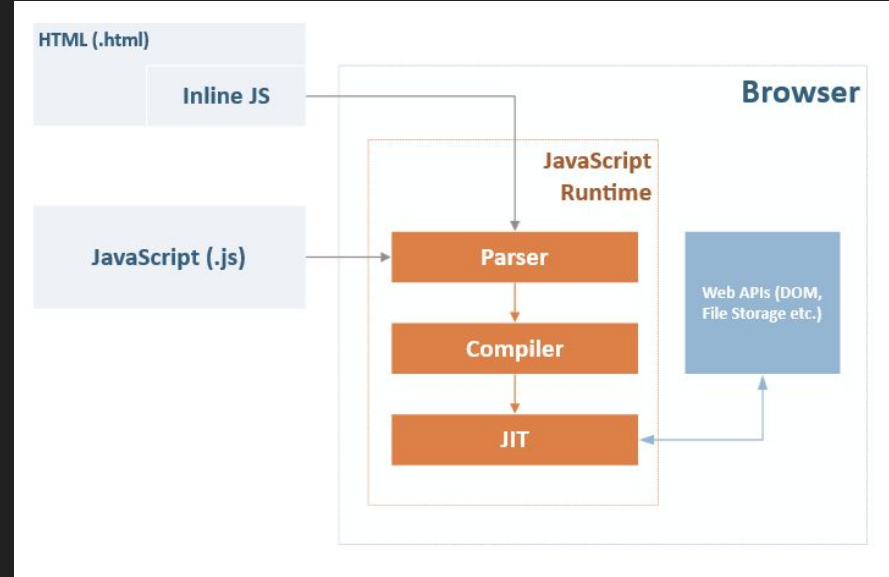 HTML (.html)
Inline JS
Browser
JavaScript
Runtime
JavaScript (.js)
Parser
Web APIs (DOM,
File Storage etc.)
Compiler
JIT